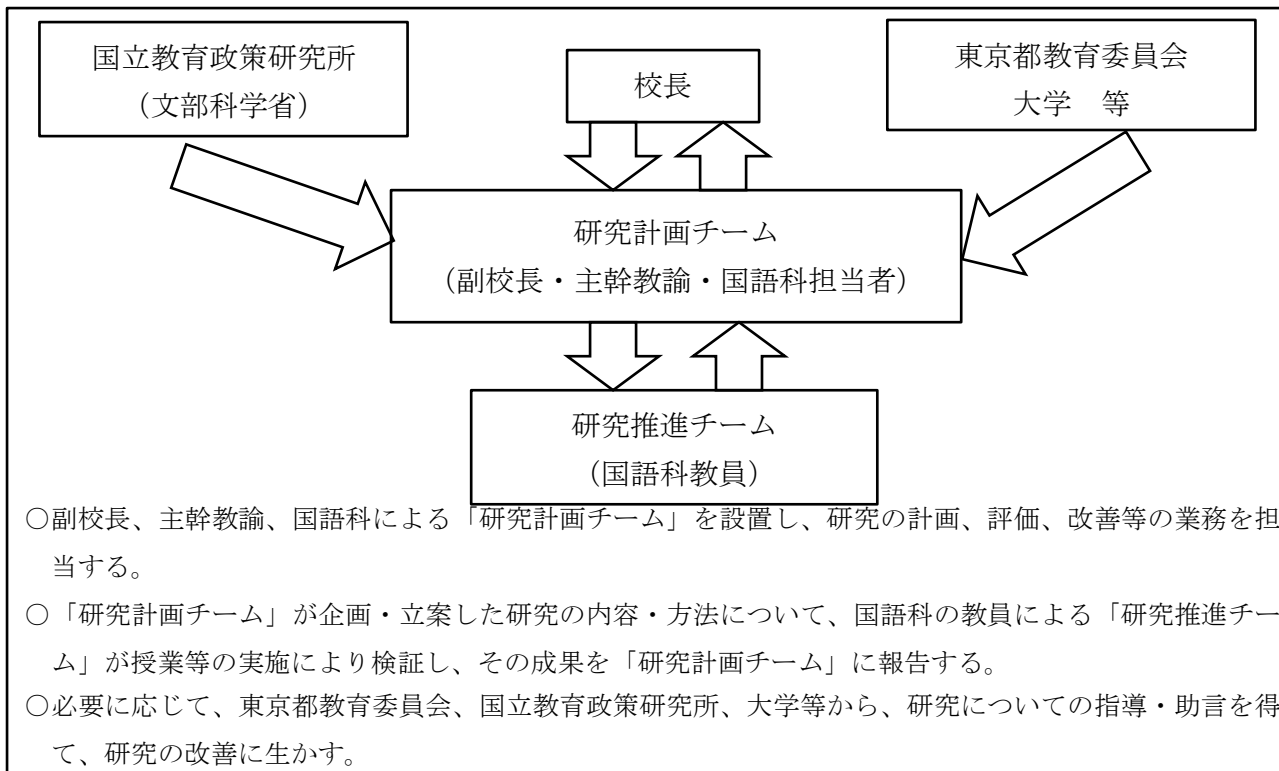 国立教育政策研究所
（文部科学省）
校長
東京都教育委員会
大学　等
研究計画チーム
（副校長・主幹教諭・国語科担当者）
研究推進チーム
（国語科教員）
○副校長、主幹教諭、国語科による「研究計画チーム」を設置し、研究の計画、評価、改善等の業務を担
当する。
○「研究計画チーム」が企画・立案した研究の内容・方法について、国語科の教員による「研究推進チー
ム」が授業等の実施により検証し、その成果を「研究計画チーム」に報告する。
○必要に応じて、東京都教育委員会、国立教育政策研究所、大学等から、研究についての指導・助言を得
て、研究の改善に生かす。